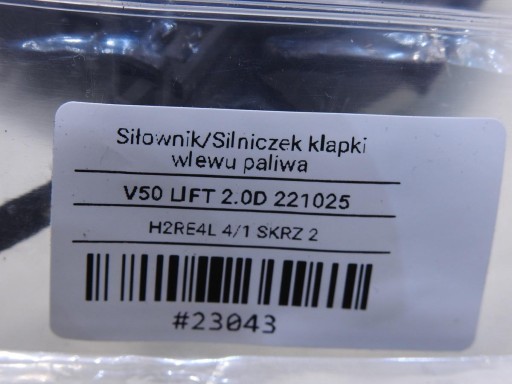 Siłownik/Silniczek klapki
wlewu paliwa
V50 LIFT 2.0D 221025
H2RE4L 4/1 SKRZ 2
#23043